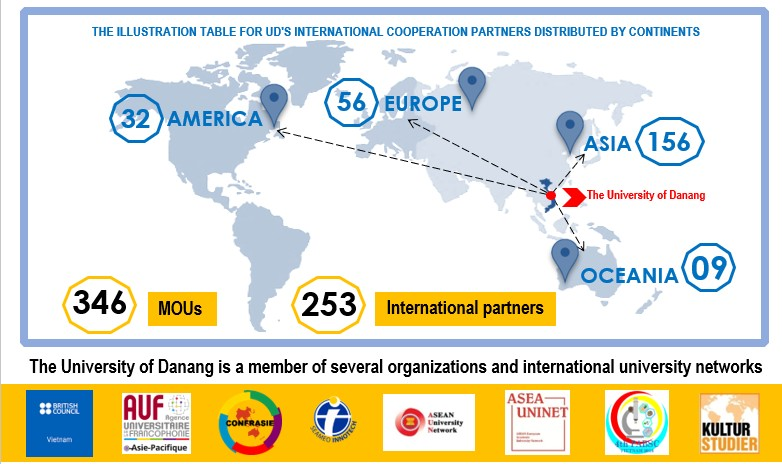 THE ILLUSTRATION TABLE FOR UD'S INTERNATIONAL COOPERATION PARTNERS DISTRIBUTED BY CONTINENTS
32 AMERICA
56 EUROPE
ASIA 156
The University of Danang
OCEANIA 09
346 MOUs
253 International partners
The University of Danang is a member of several organizations and international university networks
BRITISH
COUNCIL
Vietnam
AUF
Agence
UNIVERSITAIRE
de la
FRANCOPHONIE
Asie-Pacifique
CONFRASIE
SEAMEO INNOTECH
ASEAN
University
Network
ASEA
UNINET
KULTUR
STUDIER